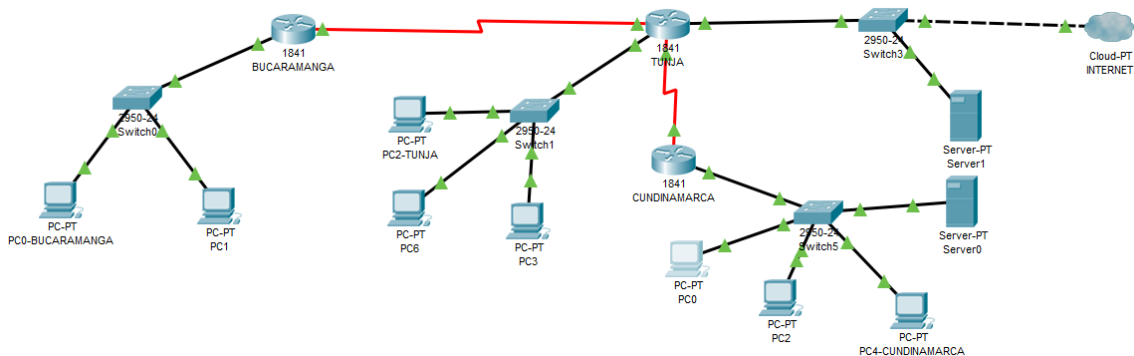 1841
BUCARAMANGA
1841
TUNJA
2950-24
Switch3
Cloud-PT
INTERNET
2950-24
Switch0
PC-PT
PC2-TUNJA
2950-24
Switch1
Server-PT
Server1
1841
CUNDINAMARCA
PC-PT
PC0-BUCARAMANGA
PC-PT
PC1
PC-PT
PC6
PC-PT
PC3
2950-24
Switch5
Server-PT
Server0
PC-PT
PC0
PC-PT
PC2
PC-PT
PC4-CUNDINAMARCA